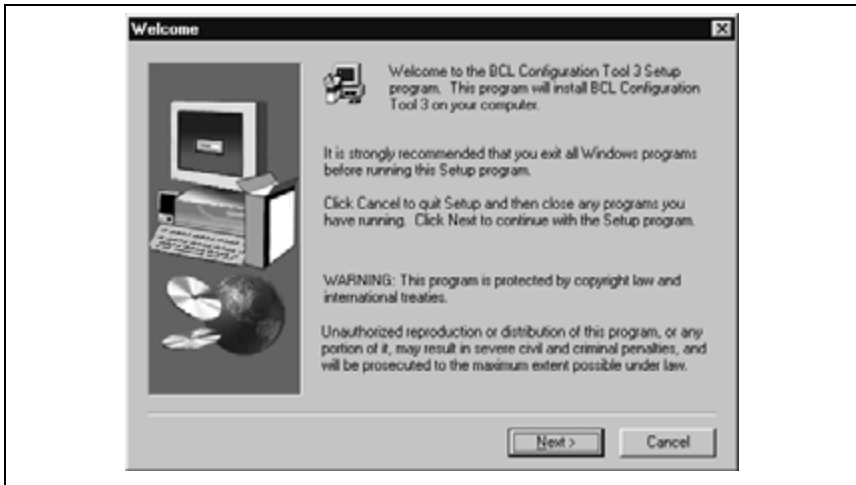 Welcome
Welcome to the BCL Configuration Tool 3 Setup
program.  This program will install BCL Configuration
Tool 3 on your computer.
It is strongly recommended that you exit all Windows programs
before running this Setup program.
Click Cancel to quit Setup and then close any programs you
have running.  Click Next to continue with the Setup program.
WARNING: This program is protected by copyright law and
international treaties.
Unauthorized reproduction or distribution of this program, or any
portion of it, may result in severe civil and criminal penalties, and
will be prosecuted to the maximum extent possible under law.
Next >
Cancel